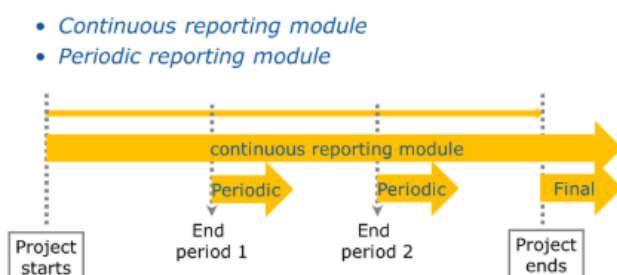 • Continuous reporting module
• Periodic reporting module
continuous reporting module
Periodic
Periodic
Final
End
period 1
End
period 2
Project
starts
Project
ends